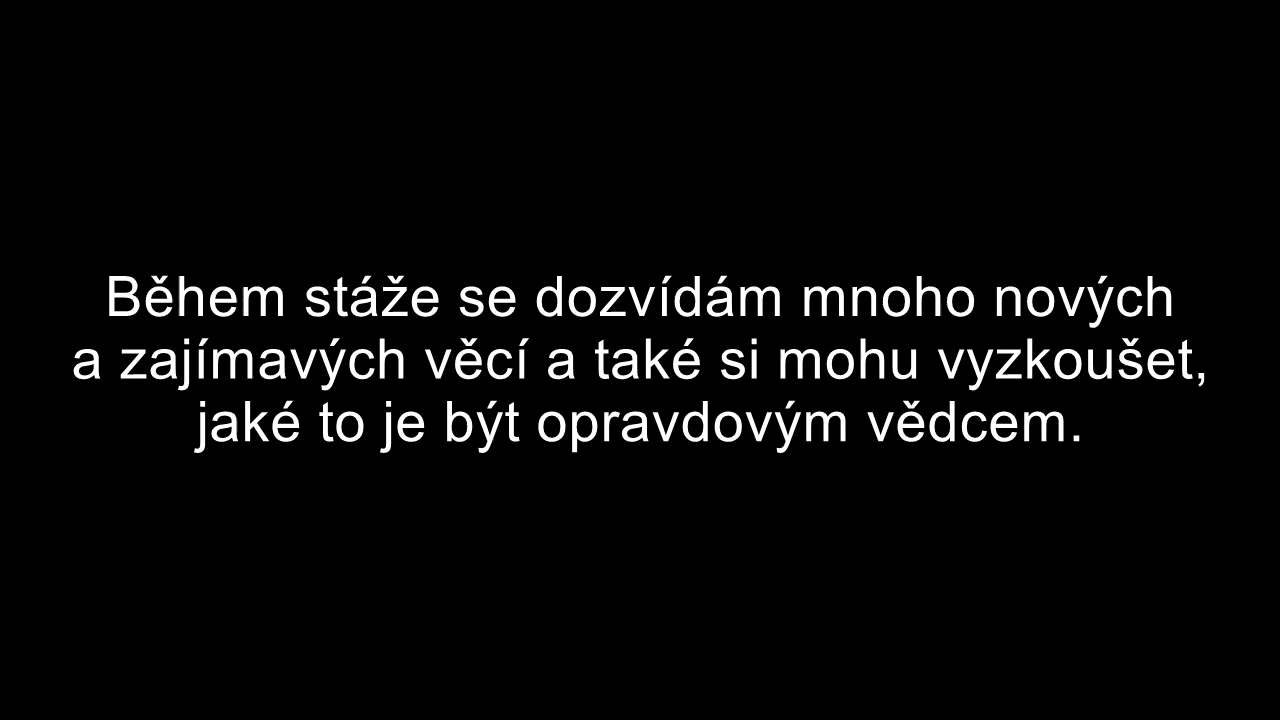 Během stáže se dozvídám mnoho nových
a zajímavých věcí a také si mohu vyzkoušet,
jaké to je být opravdovým vědcem.